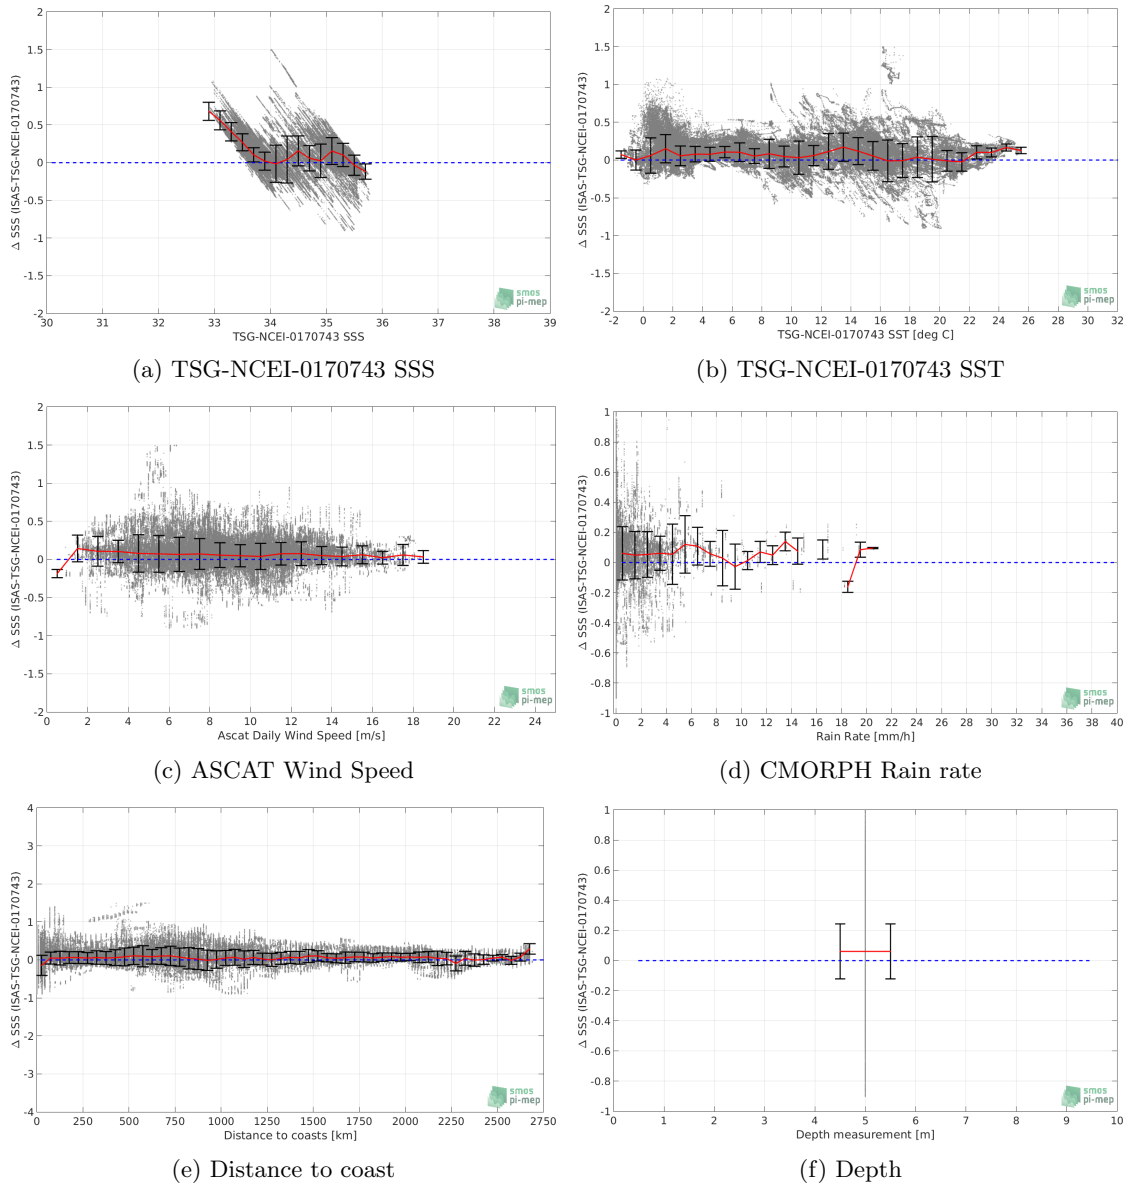 2
1.5
1
0.5
0
-0.5
-1
-1.5
-2
Δ SSS (ISAS-TSG-NCEI-0170743)
30 31 32 33 34 35 36 37 38 39
TSG-NCEI-0170743 SSS
smos
pi-mep
(a) TSG-NCEI-0170743 SSS
2
1.5
1
0.5
0
-0.5
-1
-1.5
-2
Δ SSS (ISAS-TSG-NCEI-0170743)
-2 0 2 4 6 8 10 12 14 16 18 20 22 24 26 28 30 32
TSG-NCEI-0170743 SST [deg C]
smos
pi-mep
(b) TSG-NCEI-0170743 SST
2
1.5
1
0.5
0
-0.5
-1
-1.5
-2
Δ SSS (ISAS-TSG-NCEI-0170743)
0 2 4 6 8 10 12 14 16 18 20 22 24
Ascat Daily Wind Speed [m/s]
smos
pi-mep
(c) ASCAT Wind Speed
1
0.8
0.6
0.4
0.2
0
-0.2
-0.4
-0.6
-0.8
-1
Δ SSS (ISAS-TSG-NCEI-0170743)
0 2 4 6 8 10 12 14 16 18 20 22 24 26 28 30 32 34 36 38 40
Rain Rate [mm/h]
smos
pi-mep
(d) CMORPH Rain rate
4
3
2
1
0
-1
-2
-3
-4
Δ SSS (ISAS-TSG-NCEI-0170743)
0 250 500 750 1000 1250 1500 1750 2000 2250 2500 2750
Distance to coasts [km]
smos
pi-mep
(e) Distance to coast
1
0.8
0.6
0.4
0.2
0
-0.2
-0.4
-0.6
-0.8
-1
Δ SSS (ISAS-TSG-NCEI-0170743)
0 1 2 3 4 5 6 7 8 9 10
Depth measurement [m]
smos
pi-mep
(f) Depth